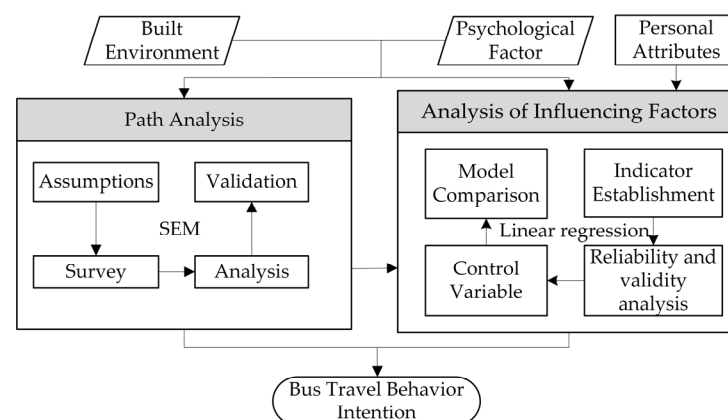 Built
Environment
Psychological
Factor
Personal
Attributes
Path Analysis
Analysis of Influencing Factors
Assumptions
Validation
SEM
Survey
Analysis
Model
Comparison
Indicator
Establishment
Linear regression
Control
Variable
Reliability and
validity
analysis
Bus Travel Behavior
Intention